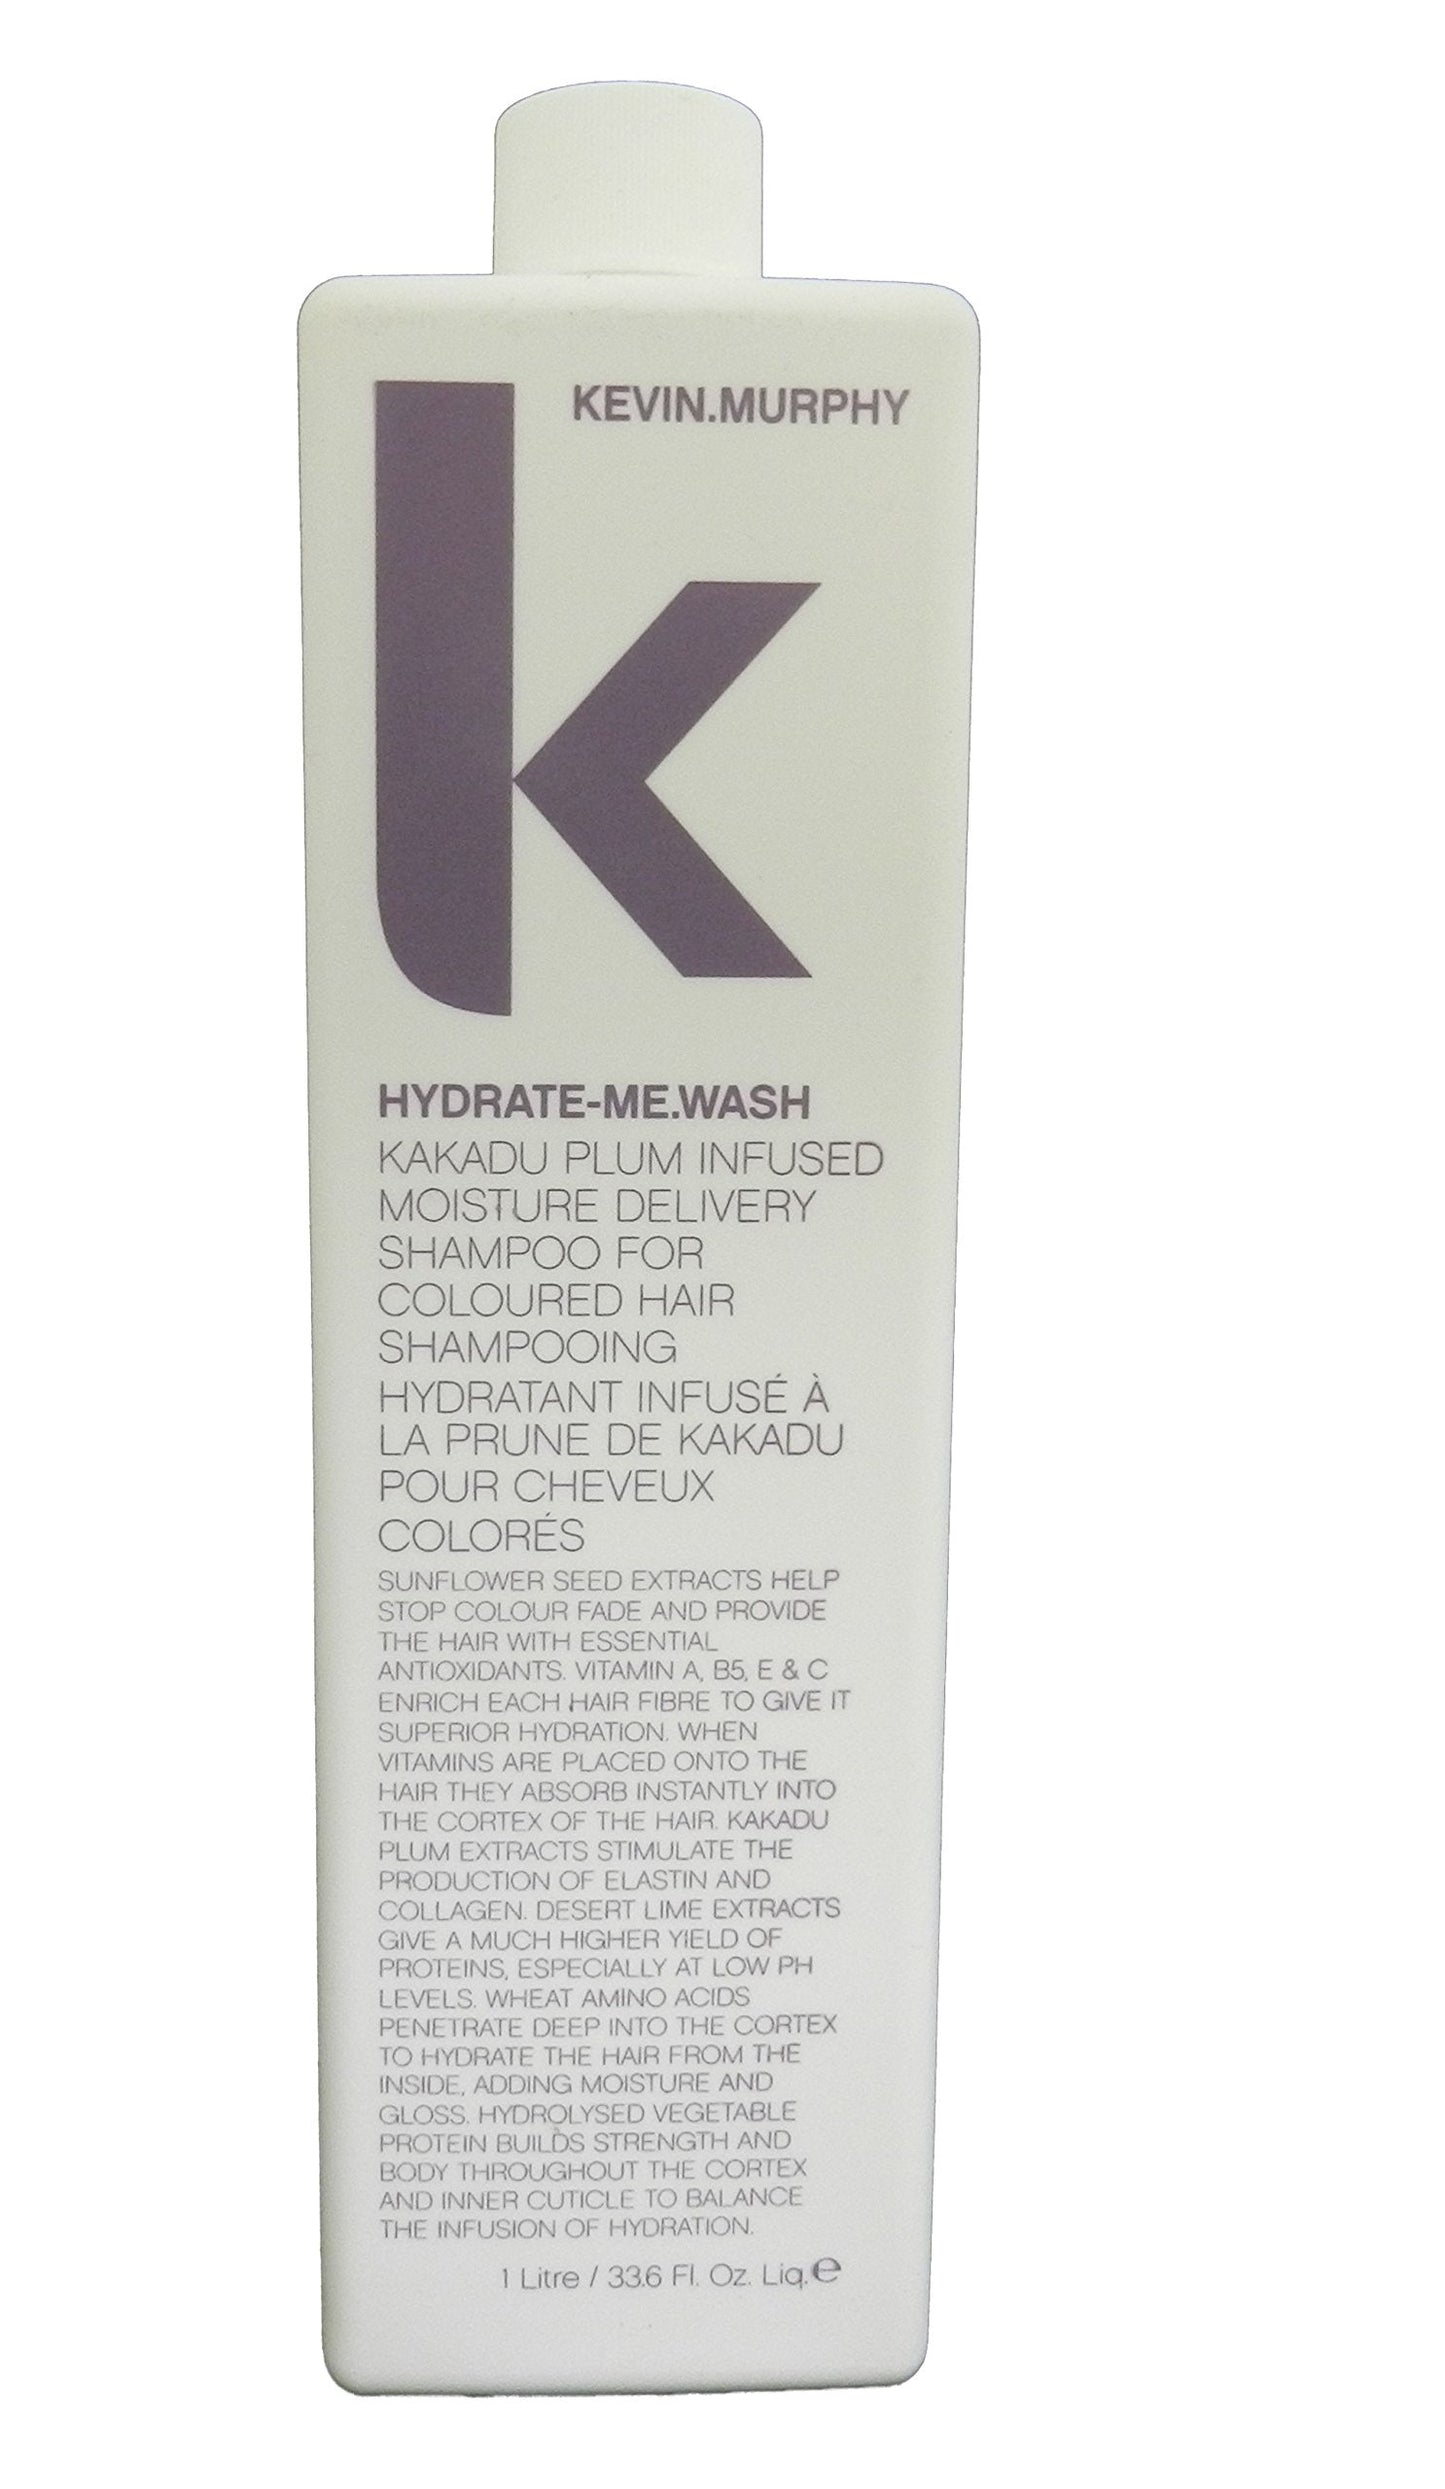 KEVIN.MURPHY
k
HYDRATE-ME.WASH
KAKADU PLUM INFUSED
MOISTURE DELIVERY
SHAMPOO FOR
COLOURED HAIR
SHAMPOOING
HYDRATANT INFUSÉ À
LA PRUNE DE KAKADU
POUR CHEVEUX
COLORÉS
SUNFLOWER SEED EXTRACTS HELP
STOP COLOUR FADE AND PROVIDE
THE HAIR WITH ESSENTIAL
ANTIOXIDANTS. VITAMIN A, B5, E & C
ENRICH EACH HAIR FIBRE TO GIVE IT
SUPERIOR HYDRATION. WHEN
VITAMINS ARE PLACED ONTO THE
HAIR THEY ABSORB INSTANTLY INTO
THE CORTEX OF THE HAIR. KAKADU
PLUM EXTRACTS STIMULATE THE
PRODUCTION OF ELASTIN AND
COLLAGEN. DESERT LIME EXTRACTS
GIVE A MUCH HIGHER YIELD OF
PROTEINS, ESPECIALLY AT LOW PH
LEVELS. WHEAT AMINO ACIDS
PENETRATE DEEP INTO THE CORTEX
TO HYDRATE THE HAIR FROM THE
INSIDE, ADDING MOISTURE AND
GLOSS. HYDROLYSED VEGETABLE
PROTEIN BUILDS STRENGTH AND
BODY THROUGHOUT THE CORTEX
AND INNER CUTICLE TO BALANCE
THE INFUSION OF HYDRATION.
1 Litre / 33.6 Fl. Oz. Liq. ℮